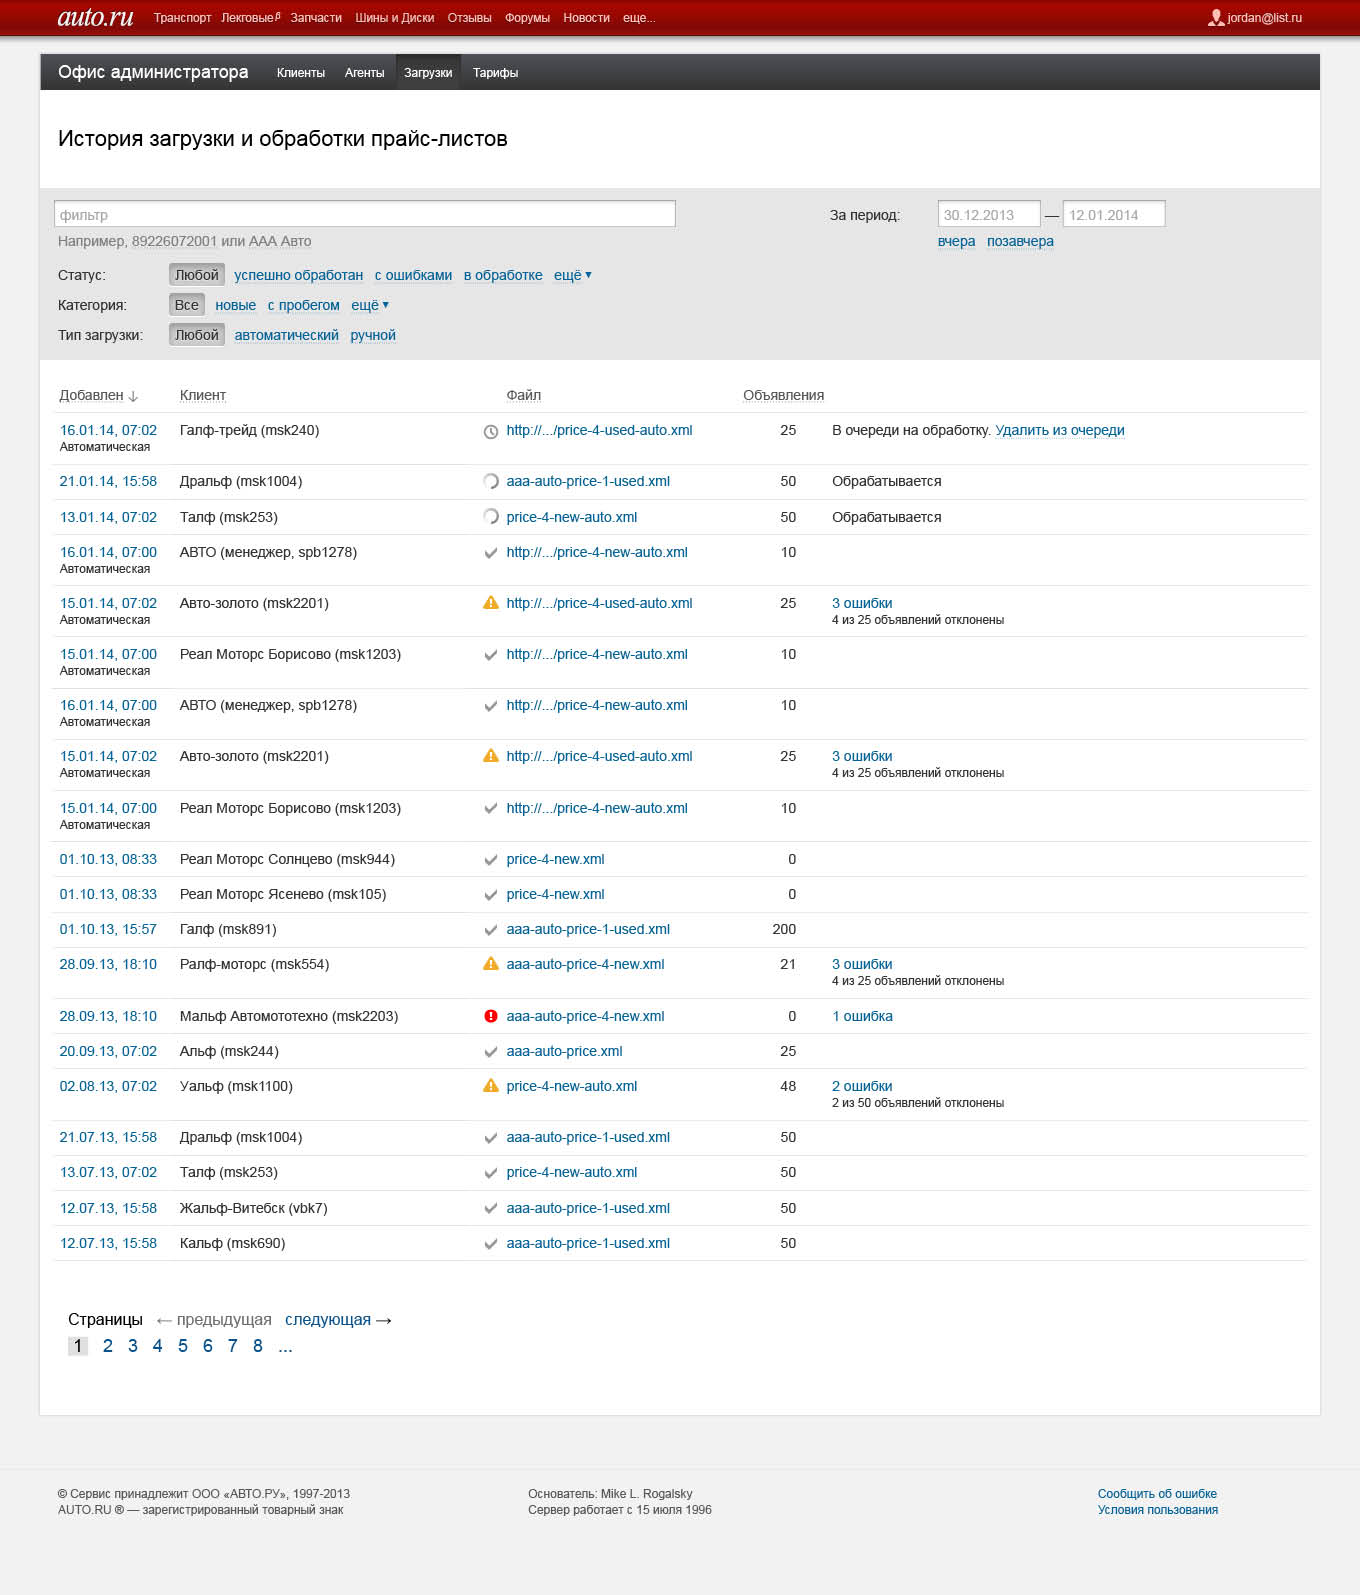 auto.ru Транспорт Легковыеβ Запчасти Шины и Диски Отзывы Форумы Новости еще... jordan@list.ru
Офис администратора Клиенты Агенты Загрузки Тарифы
История загрузки и обработки прайс-листов
фильтр За период: 30.12.2013 — 12.01.2014
Например, 89226072001 или ААА Авто вчера позавчера
Статус: Любой успешно обработан с ошибками в обработке ещё ▼
Категория: Все новые с пробегом ещё ▼
Тип загрузки: Любой автоматический ручной
Добавлен ↓ Клиент Файл Объявления
16.01.14, 07:02 Галф-трейд (msk240) http://.../price-4-used-auto.xml 25 В очереди на обработку. Удалить из очереди
Автоматическая
21.01.14, 15:58 Дральф (msk1004) aaa-auto-price-1-used.xml 50 Обрабатывается
13.01.14, 07:02 Талф (msk253) price-4-new-auto.xml 50 Обрабатывается
16.01.14, 07:00 АВТО (менеджер, spb1278) http://.../price-4-new-auto.xml 10
Автоматическая
15.01.14, 07:02 Авто-золото (msk2201) http://.../price-4-used-auto.xml 25 3 ошибки
Автоматическая 4 из 25 объявлений отклонены
15.01.14, 07:00 Реал Моторс Борисово (msk1203) http://.../price-4-new-auto.xml 10
Автоматическая
16.01.14, 07:00 АВТО (менеджер, spb1278) http://.../price-4-new-auto.xml 10
Автоматическая
15.01.14, 07:02 Авто-золото (msk2201) http://.../price-4-used-auto.xml 25 3 ошибки
Автоматическая 4 из 25 объявлений отклонены
15.01.14, 07:00 Реал Моторс Борисово (msk1203) http://.../price-4-new-auto.xml 10
Автоматическая
01.10.13, 08:33 Реал Моторс Солнцево (msk944) price-4-new.xml 0
01.10.13, 08:33 Реал Моторс Ясенево (msk105) price-4-new.xml 0
01.10.13, 15:57 Галф (msk891) aaa-auto-price-1-used.xml 200
28.09.13, 18:10 Ралф-моторс (msk554) aaa-auto-price-4-new.xml 21 3 ошибки
4 из 25 объявлений отклонены
28.09.13, 18:10 Мальф Автомототехно (msk2203) aaa-auto-price-4-new.xml 0 1 ошибка
20.09.13, 07:02 Альф (msk244) aaa-auto-price.xml 25
02.08.13, 07:02 Уальф (msk1100) price-4-new-auto.xml 48 2 ошибки
2 из 50 объявлений отклонены
21.07.13, 15:58 Дральф (msk1004) aaa-auto-price-1-used.xml 50
13.07.13, 07:02 Талф (msk253) price-4-new-auto.xml 50
12.07.13, 15:58 Жальф-Витебск (vbk7) aaa-auto-price-1-used.xml 50
12.07.13, 15:58 Кальф (msk690) aaa-auto-price-1-used.xml 50
Страницы ← предыдущая следующая →
1 2 3 4 5 6 7 8 ...
© Сервис принадлежит ООО «АВТО.РУ», 1997-2013 Основатель: Mike L. Rogalsky Сообщить об ошибке
AUTO.RU ® — зарегистрированный товарный знак Сервер работает с 15 июля 1996 Условия пользования